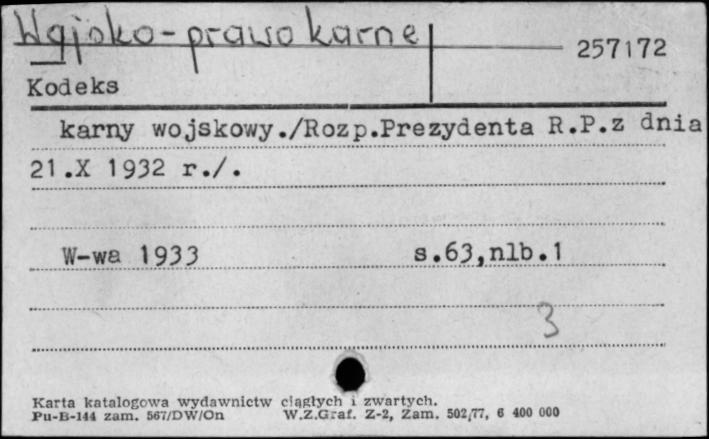 Wojsko - prawo karne
257172
Kodeks
karny wojskowy./Rozp.Prezydenta R.P.z dnia
21.X 1932 r./.
W-wa 1933 s.63,nlb.1
3
Karta katalogowa wydawnictw ciągłych i zwartych.
Pu-B-144 zam. 567/DW/On W.Z.Graf. Z-2, Zam. 502/77, 6 400 000